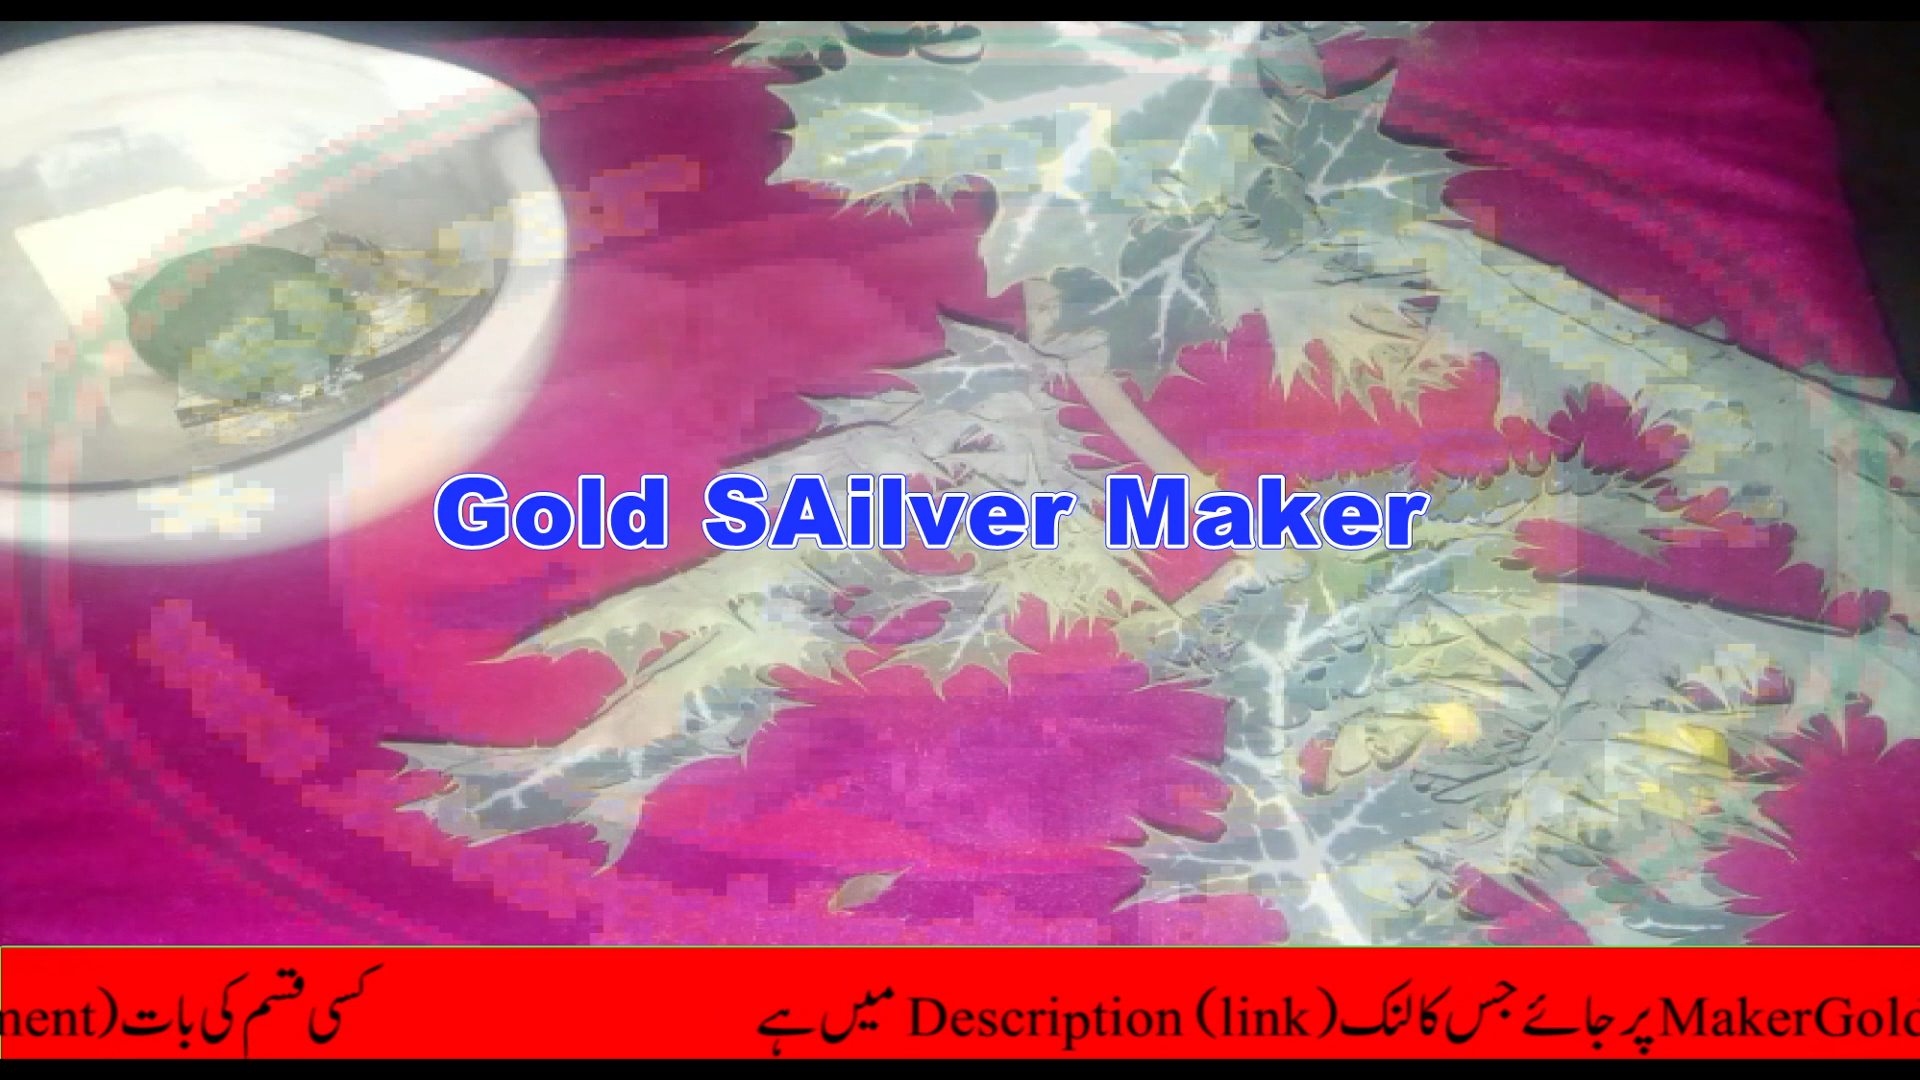 Gold SAilver Maker
MakerGold پر جائے جس کا لنک (link) Description میں ہے کسی قسم کی بات (ment